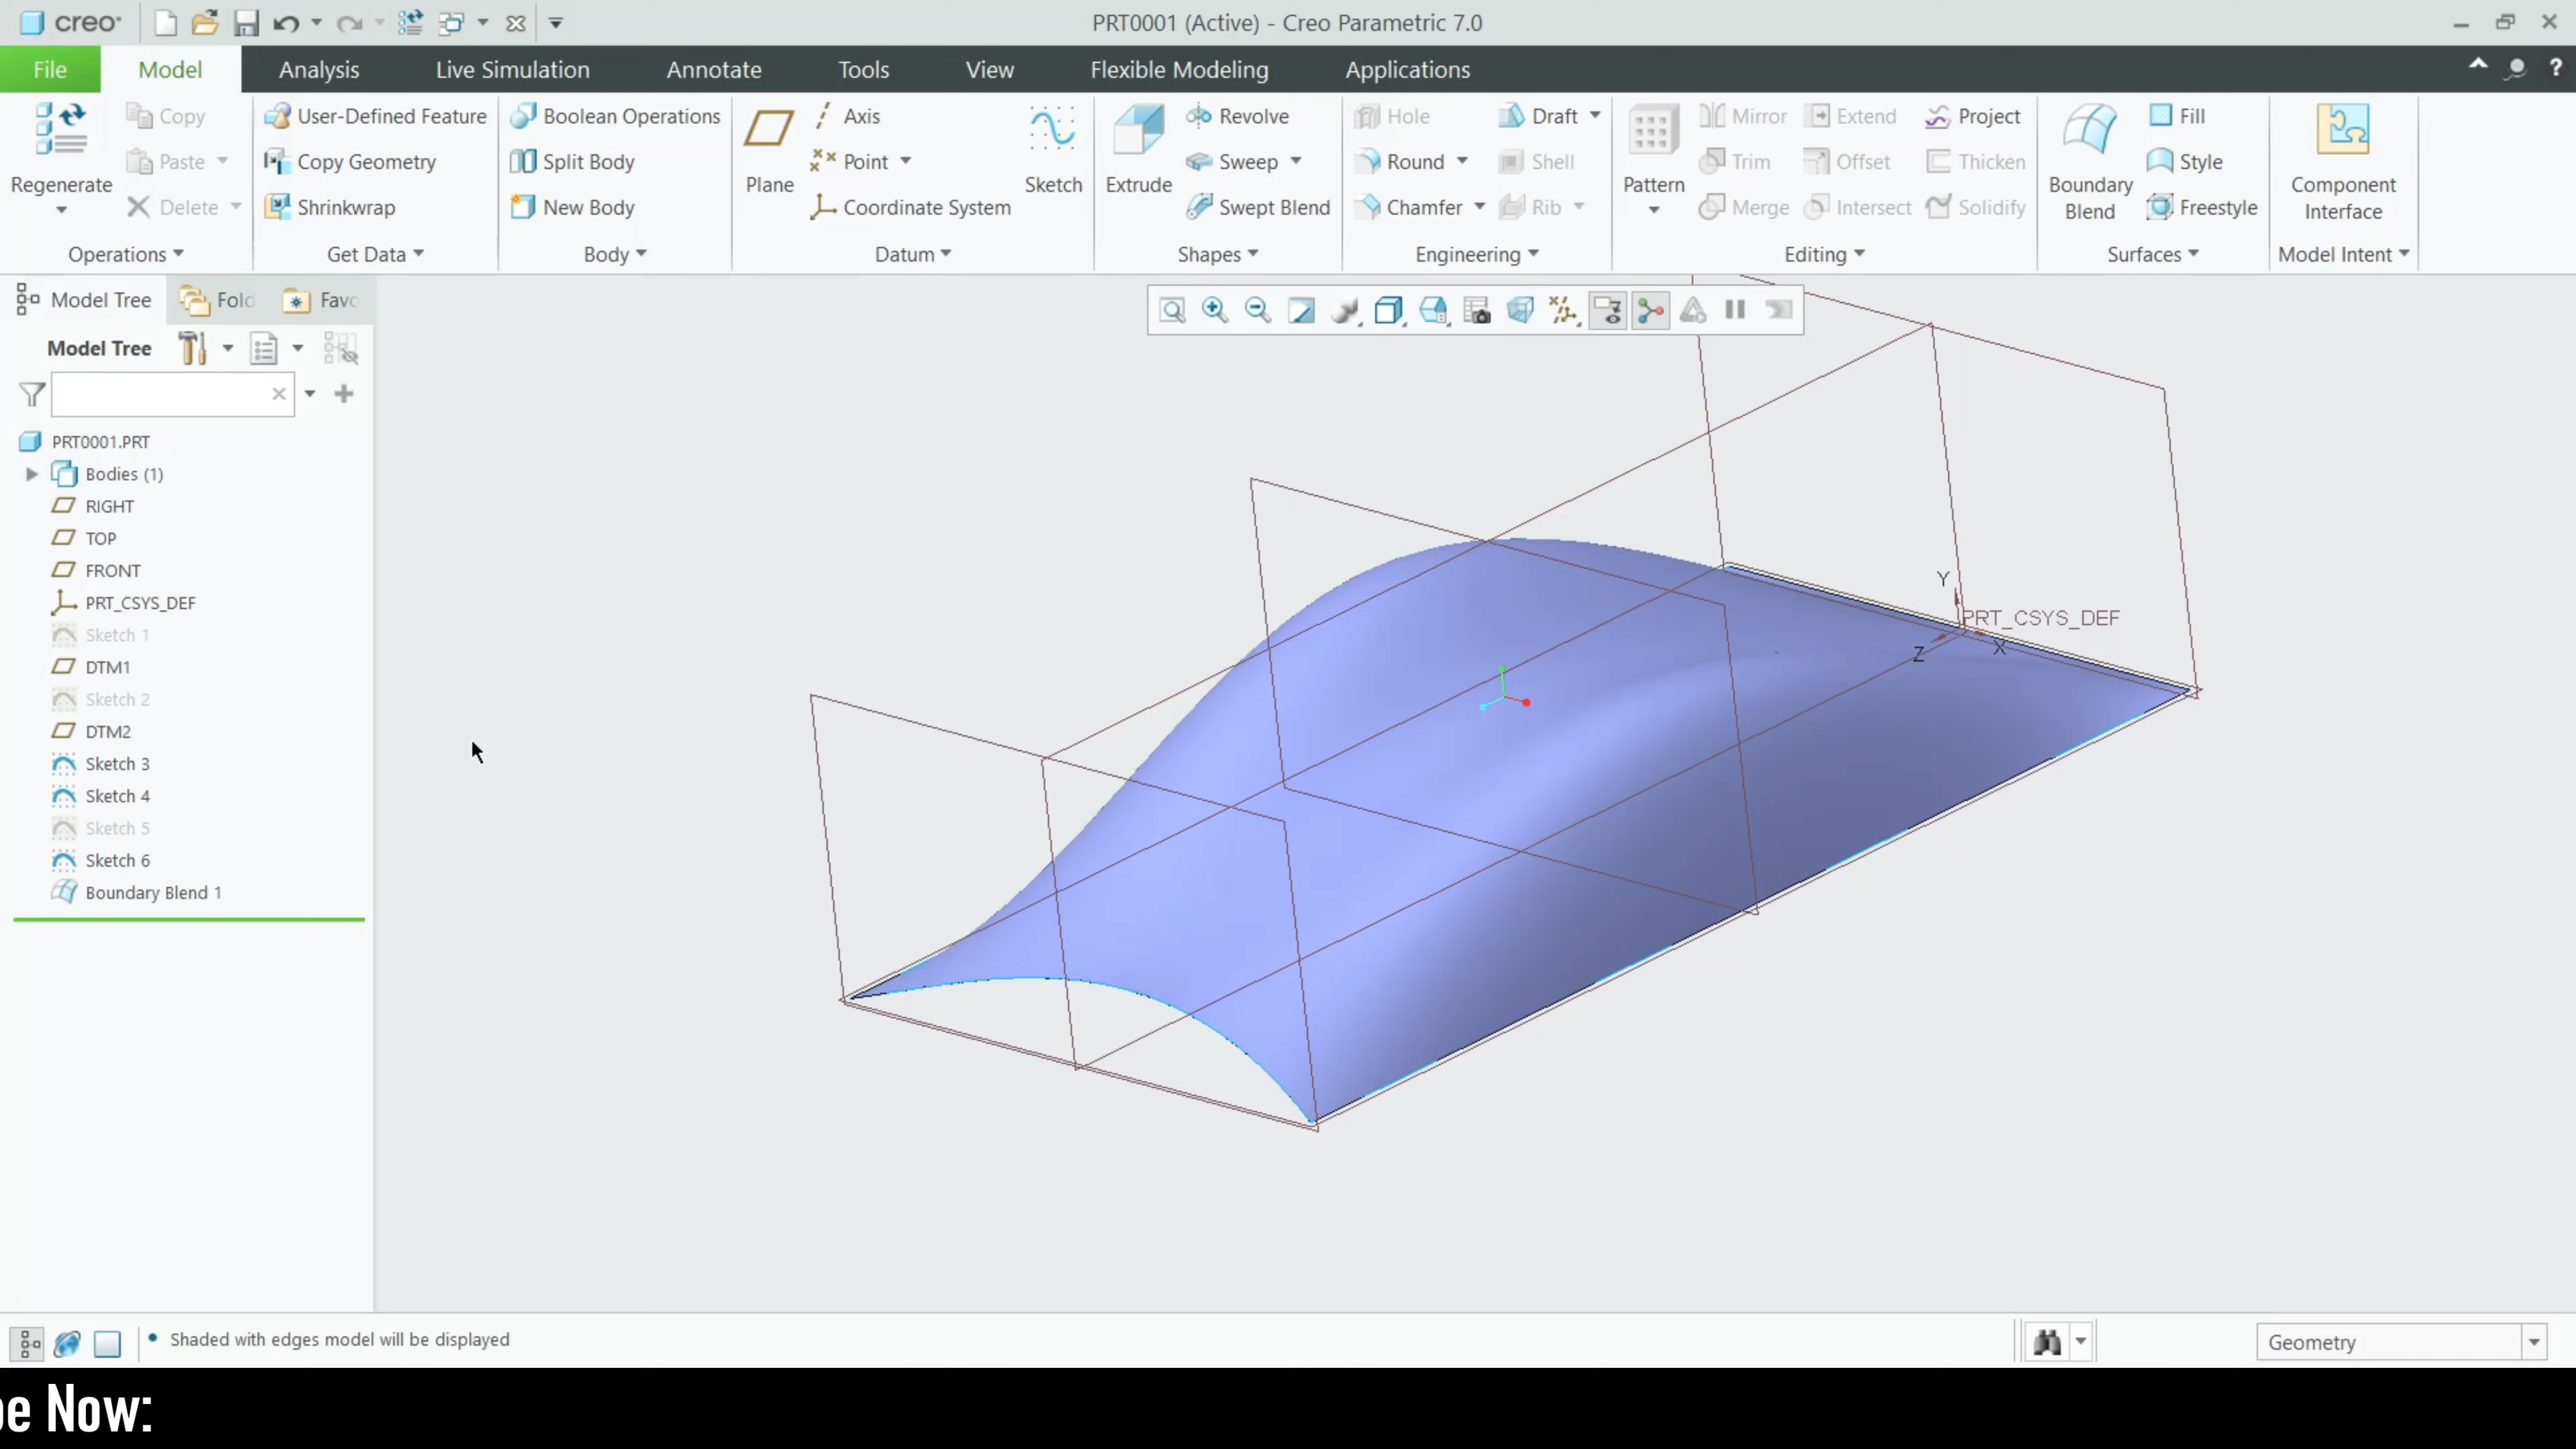 creo
PRT0001 (Active) - Creo Parametric 7.0
File Model Analysis Live Simulation Annotate Tools View Flexible Modeling Applications
Regenerate
Copy
Paste
Delete
Operations
User-Defined Feature
Copy Geometry
Shrinkwrap
Get Data
Boolean Operations
Split Body
New Body
Body
Plane
Axis
Point
Coordinate System
Sketch
Datum
Extrude
Revolve
Sweep
Swept Blend
Shapes
Hole
Round
Chamfer
Draft
Shell
Rib
Engineering
Pattern
Mirror
Trim
Merge
Extend
Offset
Intersect
Project
Thicken
Solidify
Editing
Boundary
Blend
Fill
Style
Freestyle
Surfaces
Component
Interface
Model Intent
Model Tree Fold Favo
Model Tree
PRT0001.PRT
Bodies (1)
RIGHT
TOP
FRONT
PRT_CSYS_DEF
Sketch 1
DTM1
Sketch 2
DTM2
Sketch 3
Sketch 4
Sketch 5
Sketch 6
Boundary Blend 1
Y
PRT_CSYS_DEF
Z X
Shaded with edges model will be displayed
Geometry
be Now: